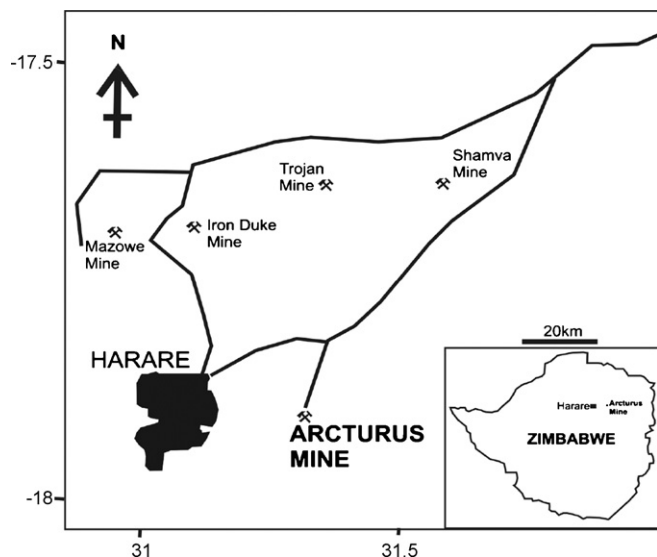 N
-17.5
Trojan
Mine
Shamva
Mine
Iron Duke
Mine
Mazowe
Mine
20km
HARARE
Harare
Arcturus
Mine
ZIMBABWE
ARCTURUS
MINE
-18
31
31.5